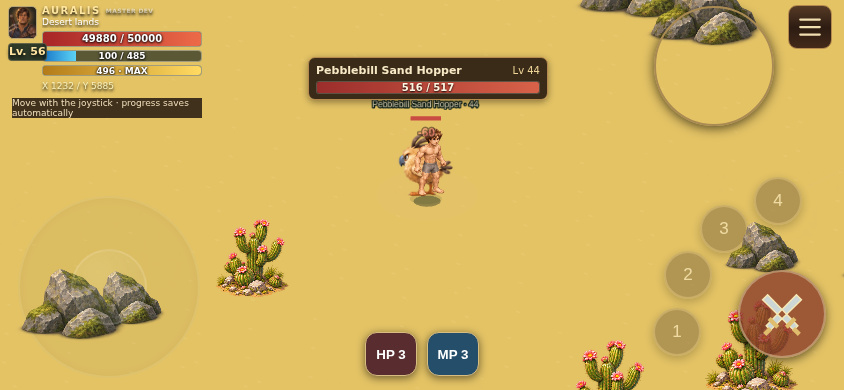 AURALIS MASTER DEV
Desert lands
49880 / 50000
Lv. 56
100 / 485
496 · MAX
X 1232 / Y 5885
Move with the joystick · progress saves
automatically
Pebblebill Sand Hopper Lv 44
516 / 517
Pebblebill Sand Hopper · 44
4
3
2
1
HP 3
MP 3